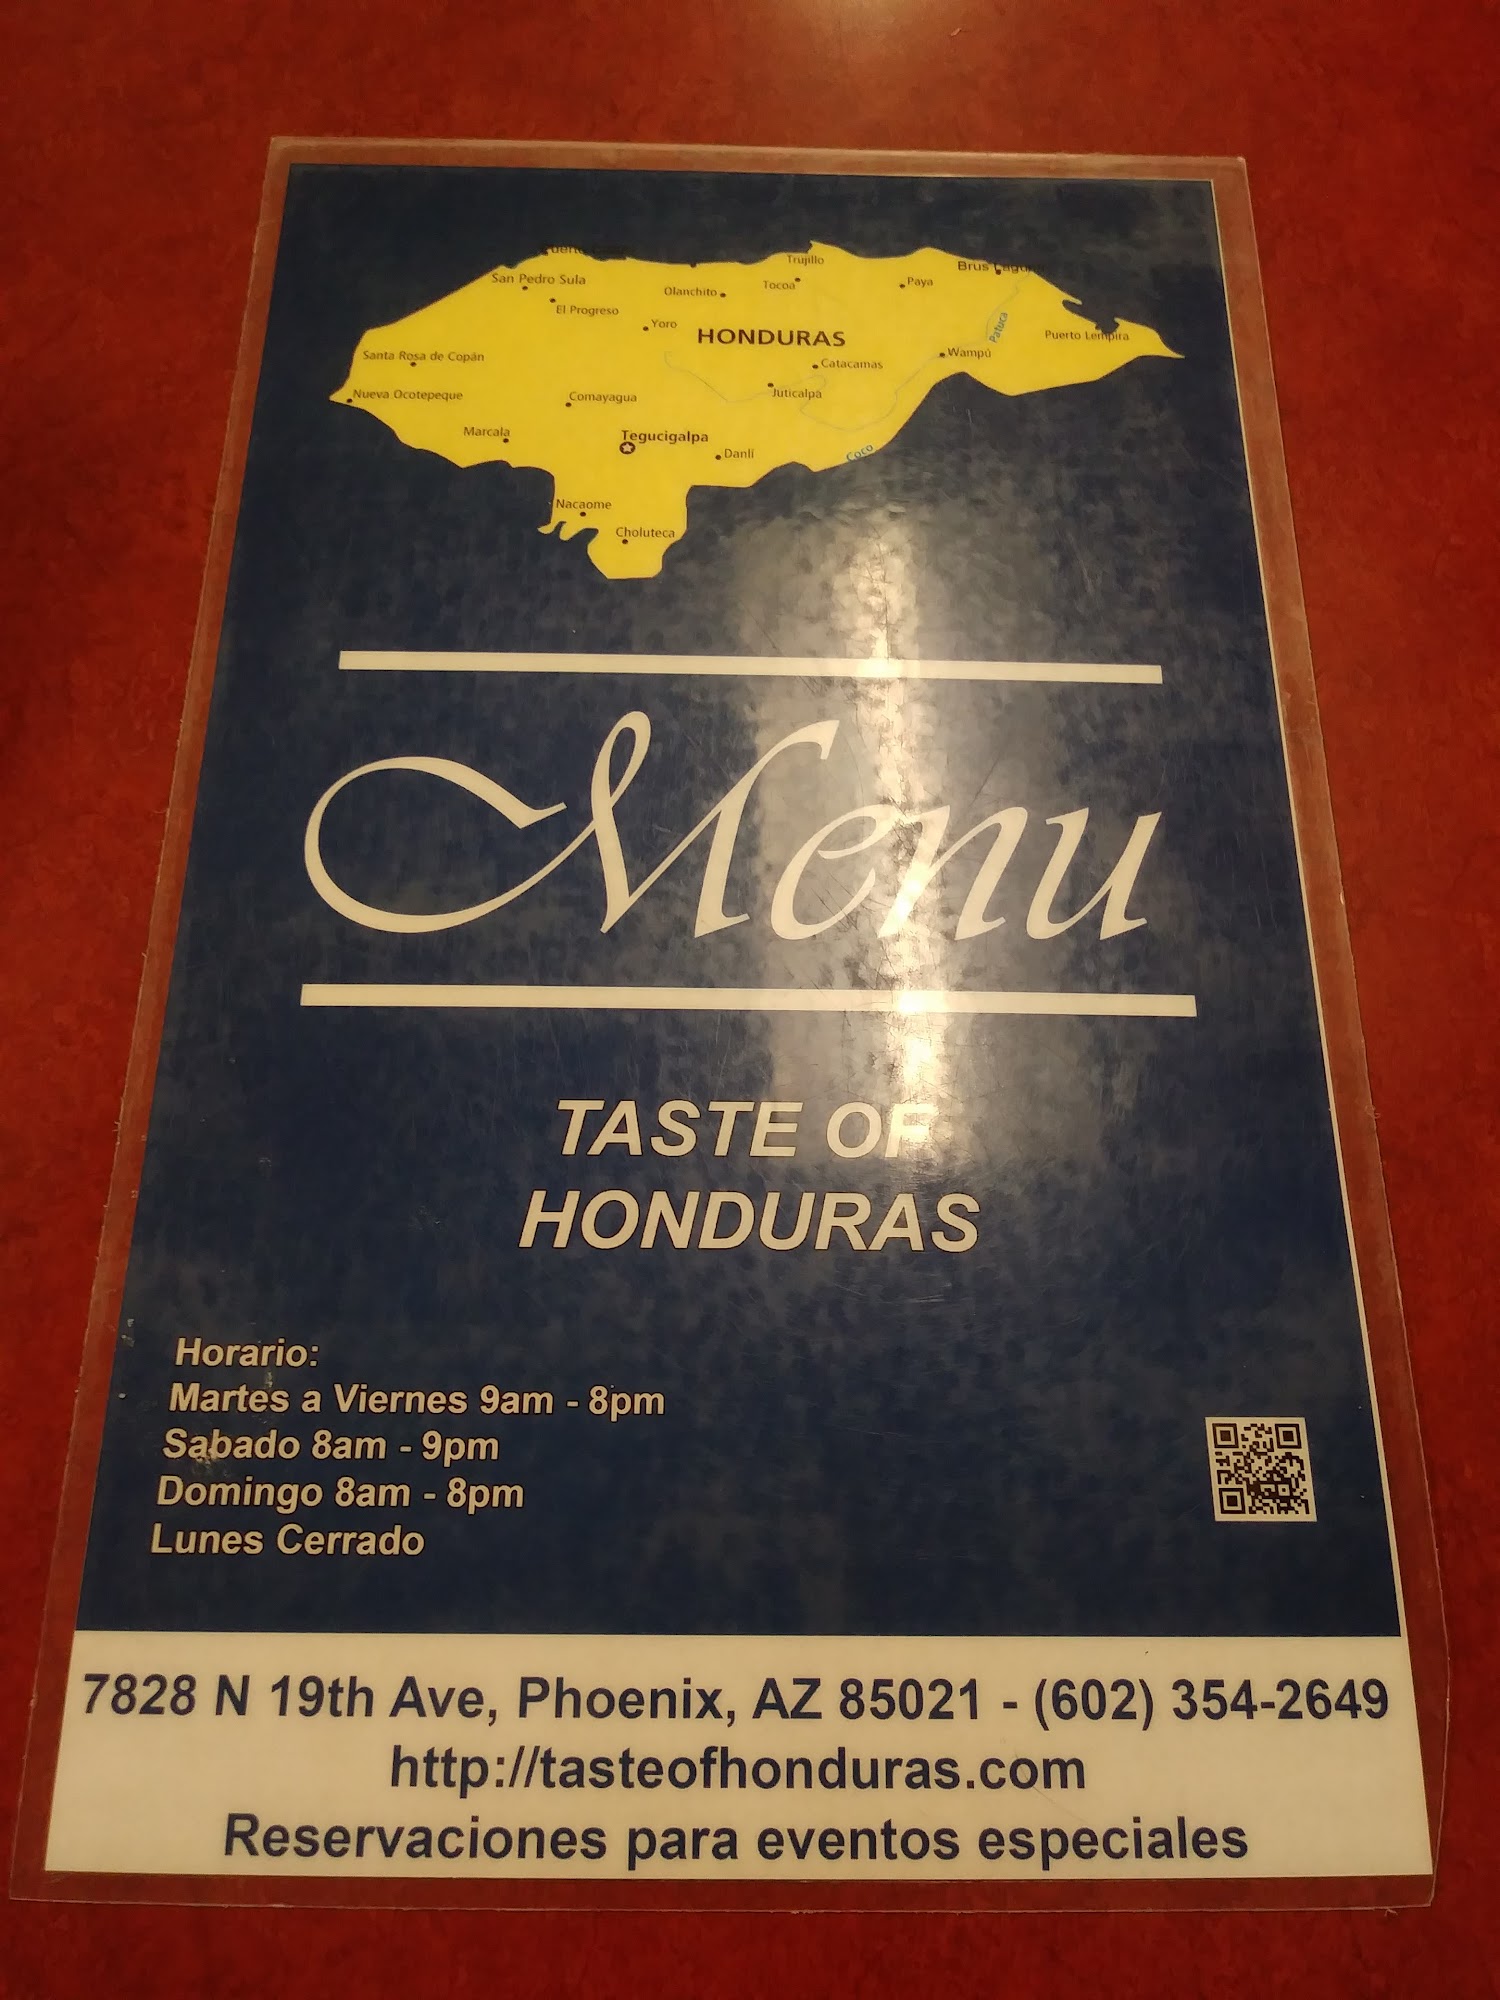 Trujillo
San Pedro Sula
Brus Lagu
Olanchito
Tocoa
Paya
El Progreso
Yoro
HONDURAS
Patuca
Puerto Lempira
Santa Rosa de Copán
Wampú
Catacamas
Nueva Ocotepeque
Comayagua
Juticalpa
Marcala
Tegucigalpa
Danlí
Coco
Nacaome
Choluteca
Menu
TASTE OF
HONDURAS
Horario:
Martes a Viernes 9am - 8pm
Sabado 8am - 9pm
Domingo 8am - 8pm
Lunes Cerrado
7828 N 19th Ave, Phoenix, AZ 85021 - (602) 354-2649
http://tasteofhonduras.com
Reservaciones para eventos especiales